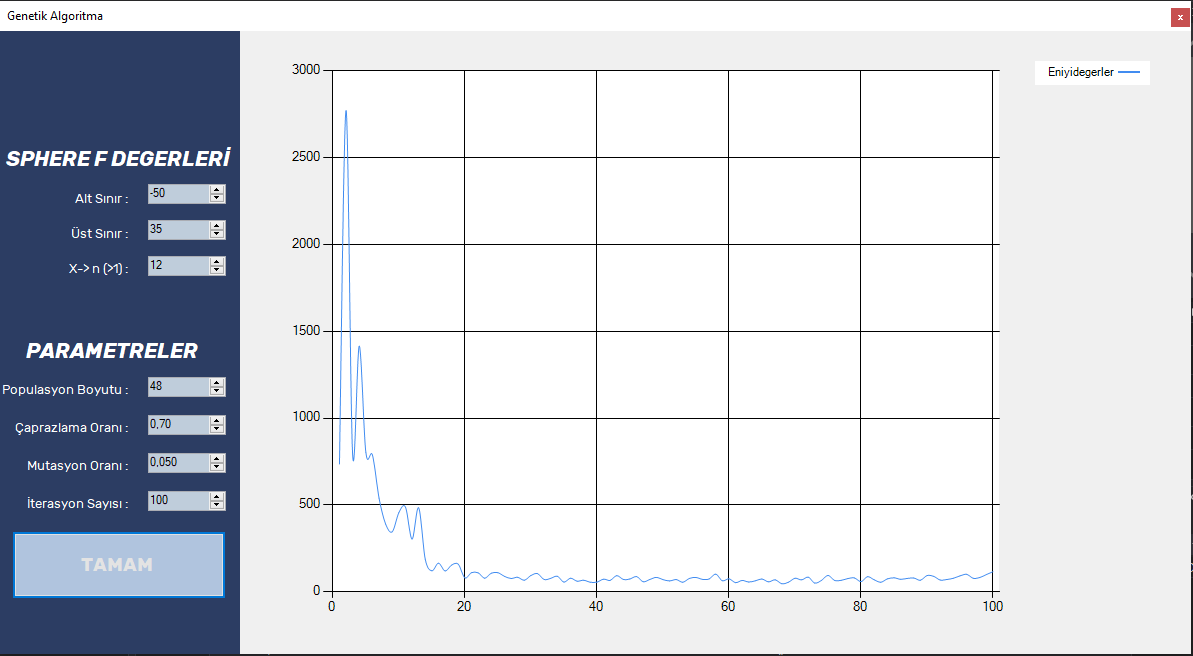 Genetik Algoritma
x
SPHERE F DEGERLERİ
Alt Sınır : -50
Üst Sınır : 35
X-> n (>1) : 12
PARAMETRELER
Populasyon Boyutu : 48
Çaprazlama Oranı : 0,70
Mutasyon Oranı : 0,050
İterasyon Sayısı : 100
TAMAM
3000
2500
2000
1500
1000
500
0
0 20 40 60 80 100
Eniyidegerler